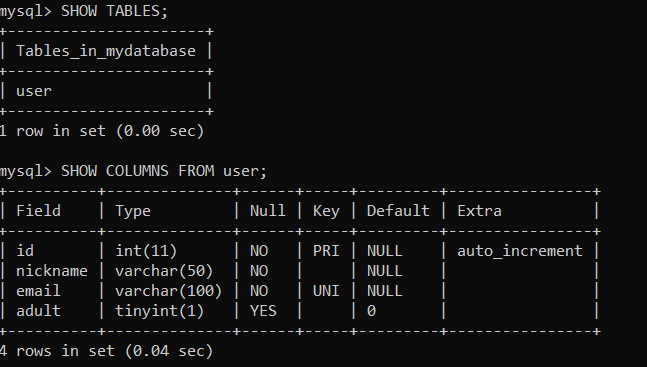 mysql> SHOW TABLES;
+----------------------+
| Tables_in_mydatabase |
+----------------------+
| user                 |
+----------------------+
1 row in set (0.00 sec)
mysql> SHOW COLUMNS FROM user;
+----------+--------------+------+-----+---------+----------------+
| Field    | Type         | Null | Key | Default | Extra          |
+----------+--------------+------+-----+---------+----------------+
| id       | int(11)      | NO   | PRI | NULL    | auto_increment |
| nickname | varchar(50)  | NO   |     | NULL    |                |
| email    | varchar(100) | NO   | UNI | NULL    |                |
| adult    | tinyint(1)   | YES  |     | 0       |                |
+----------+--------------+------+-----+---------+----------------+
4 rows in set (0.04 sec)